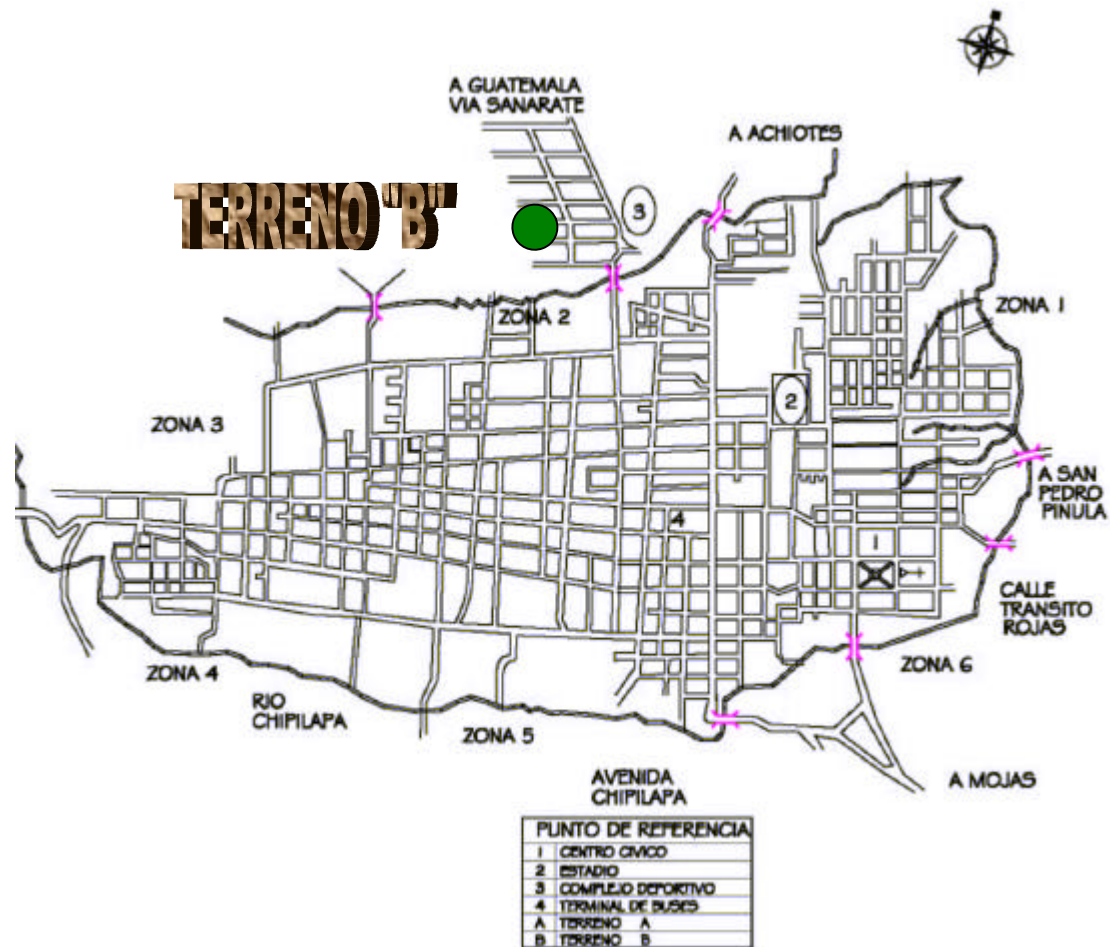 A GUATEMALA
VIA SANARATE
A ACHIOTES
TERRENO "B"
3
ZONA 2
ZONA 1
2
ZONA 3
A SAN
PEDRO
PINULA
4
1
CALLE
TRANSITO
ROJAS
ZONA 4
ZONA 6
RIO
CHIPILAPA
ZONA 5
A MOJAS
AVENIDA
CHIPILAPA
PUNTO DE REFERENCIA
1 CENTRO CIVICO
2 ESTADIO
3 COMPLEJO DEPORTIVO
4 TERMINAL DE BUSES
A TERRENO A
B TERRENO B